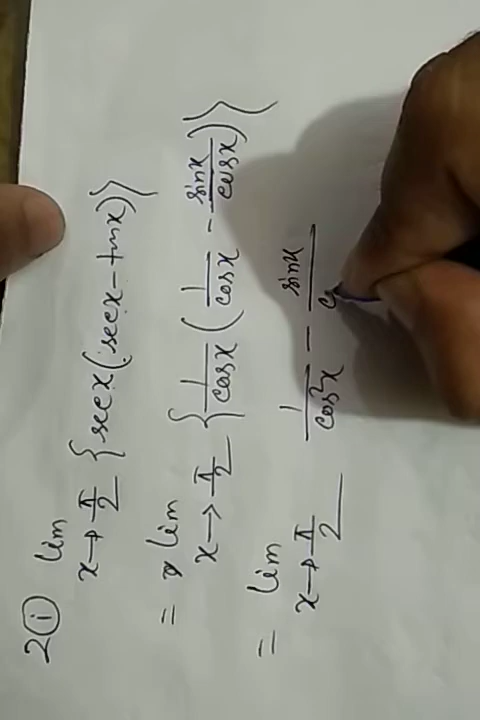 2(i) lim x→π/2 {secx(secx-tanx)}
= lim x→π/2 {1/cosx (1/cosx - sinx/cosx)}
= lim x→π/2 1/cos²x - sinx/c